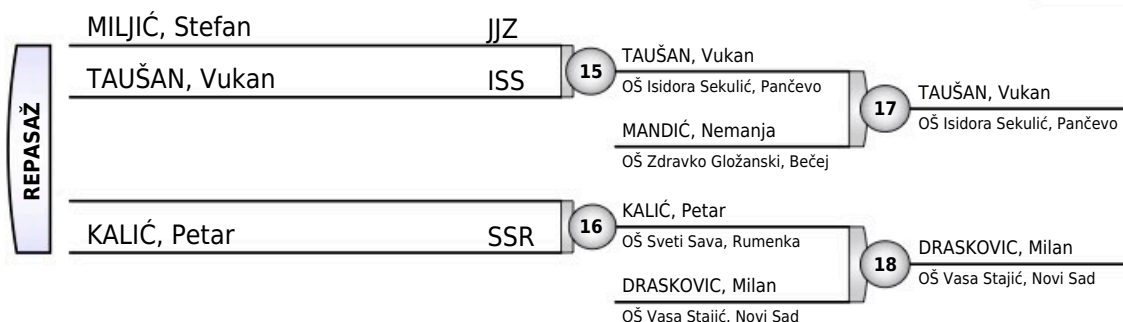 REPASAŽ
MILJIĆ, Stefan JJZ
TAUŠAN, Vukan ISS
15
TAUŠAN, Vukan
OŠ Isidora Sekulić, Pančevo
MANDIĆ, Nemanja
OŠ Zdravko Gložanski, Bečej
17
TAUŠAN, Vukan
OŠ Isidora Sekulić, Pančevo
KALIĆ, Petar SSR
16
KALIĆ, Petar
OŠ Sveti Sava, Rumenka
DRASKOVIC, Milan
OŠ Vasa Stajić, Novi Sad
18
DRASKOVIC, Milan
OŠ Vasa Stajić, Novi Sad